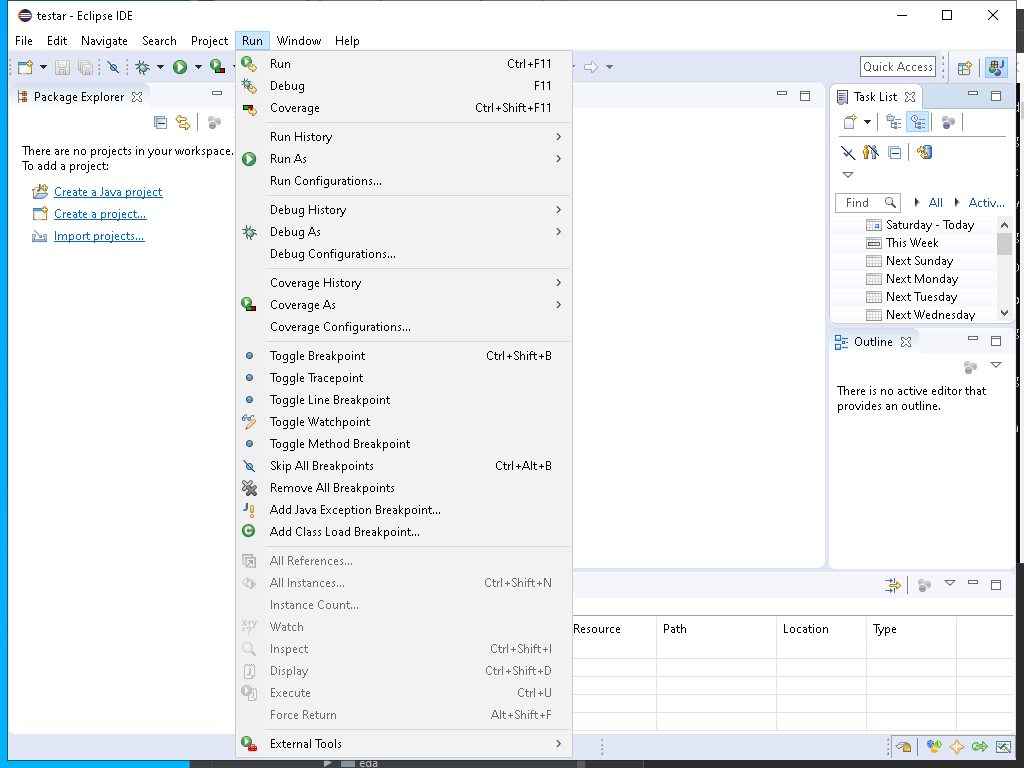 testar - Eclipse IDE
File Edit Navigate Search Project Run Window Help
Quick Access
Package Explorer
There are no projects in your workspace.
To add a project:
Create a Java project
Create a project...
Import projects...
Run Ctrl+F11
Debug F11
Coverage Ctrl+Shift+F11
Run History
Run As
Run Configurations...
Debug History
Debug As
Debug Configurations...
Coverage History
Coverage As
Coverage Configurations...
Toggle Breakpoint Ctrl+Shift+B
Toggle Tracepoint
Toggle Line Breakpoint
Toggle Watchpoint
Toggle Method Breakpoint
Skip All Breakpoints Ctrl+Alt+B
Remove All Breakpoints
Add Java Exception Breakpoint...
Add Class Load Breakpoint...
All References...
All Instances... Ctrl+Shift+N
Instance Count...
Watch
Inspect Ctrl+Shift+I
Display Ctrl+Shift+D
Execute Ctrl+U
Force Return Alt+Shift+F
External Tools
Task List
Find All Activ...
Saturday - Today
This Week
Next Sunday
Next Monday
Next Tuesday
Next Wednesday
Outline
There is no active editor that
provides an outline.
Resource Path Location Type
eda